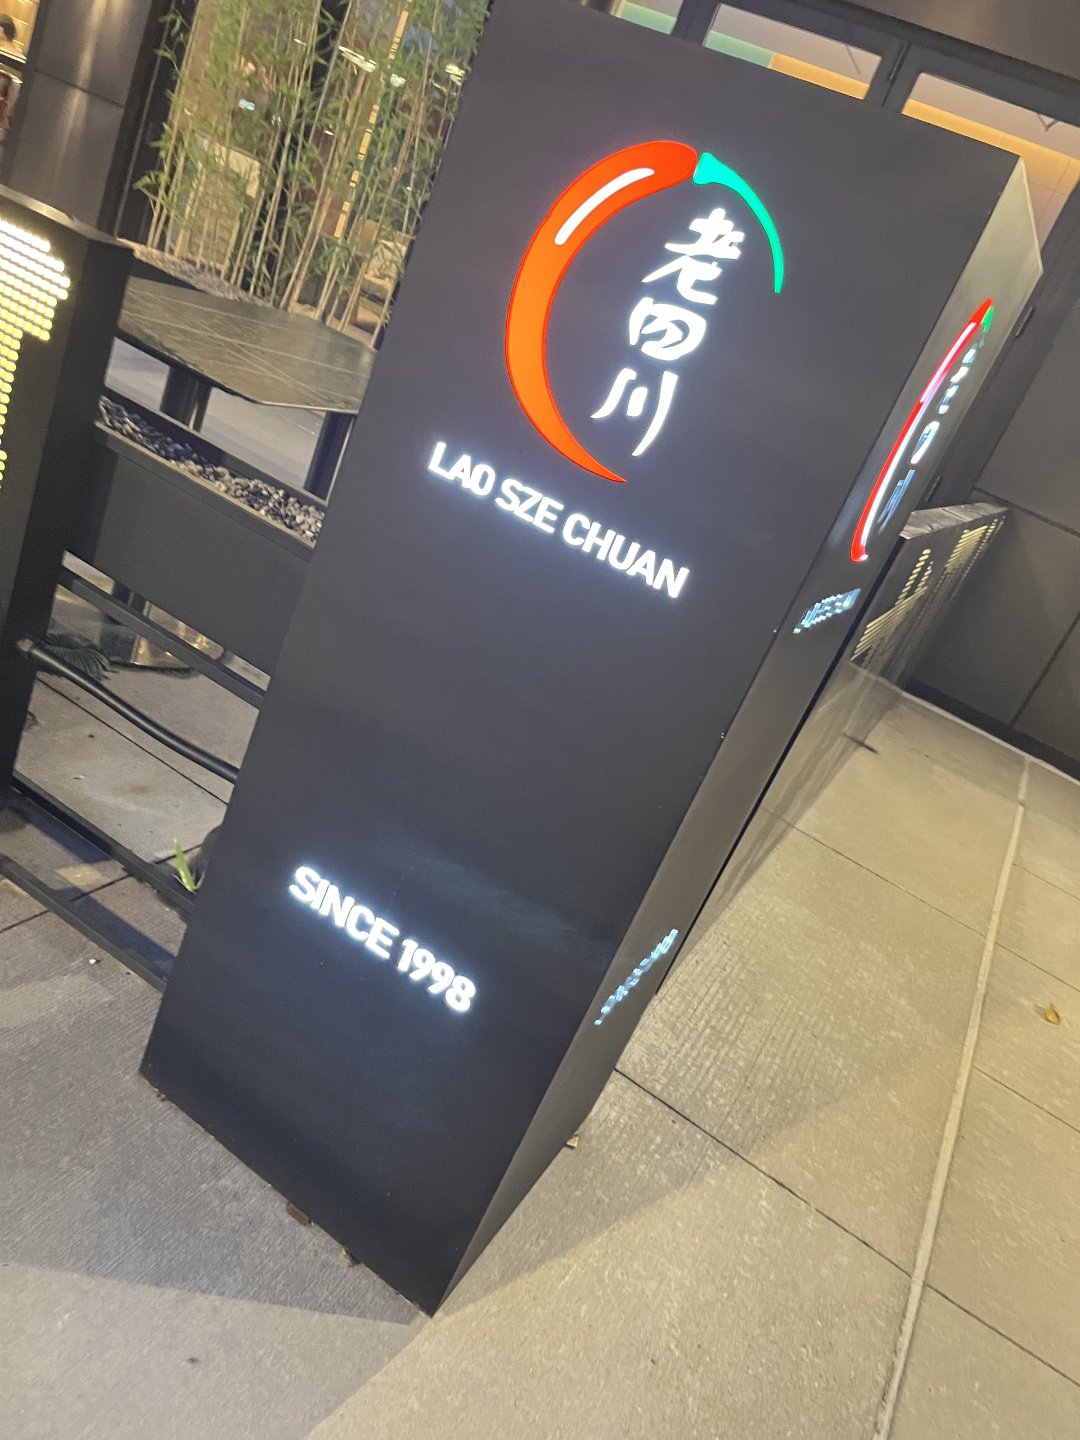 老四川
LAO SZE CHUAN
SINCE 1998